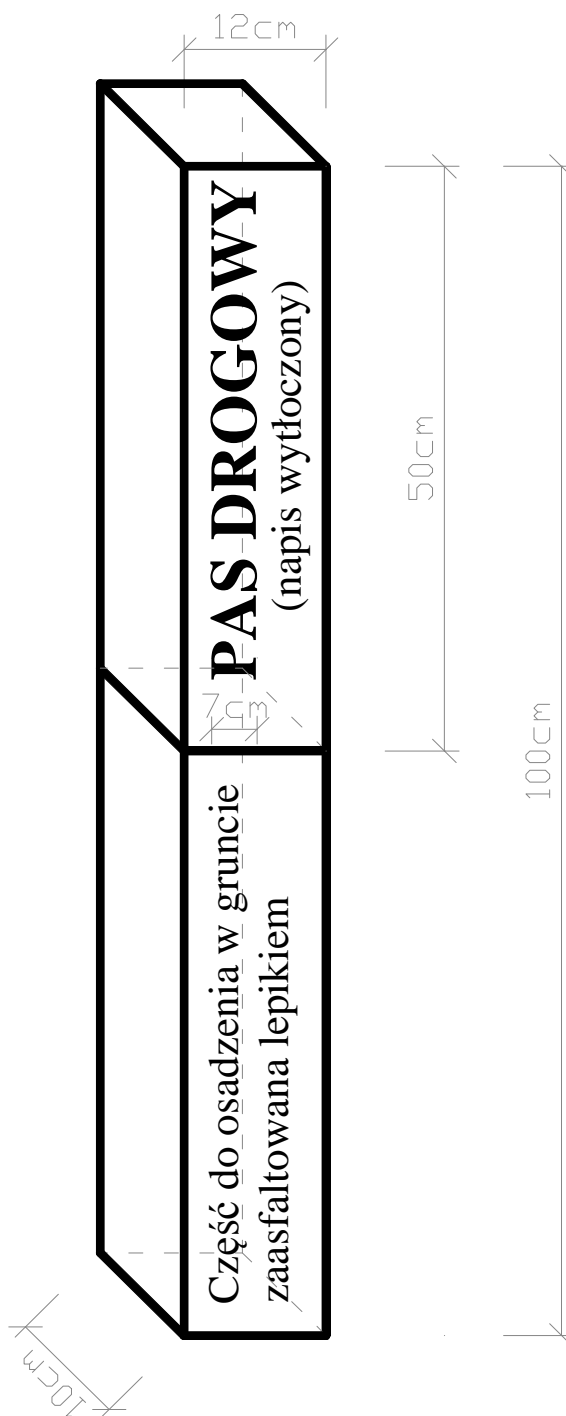 12cm
PAS DROGOWY
(napis wytłoczony)
50cm
100cm
7cm
Część do osadzenia w gruncie
zaasfaltowana lepikiem
10cm